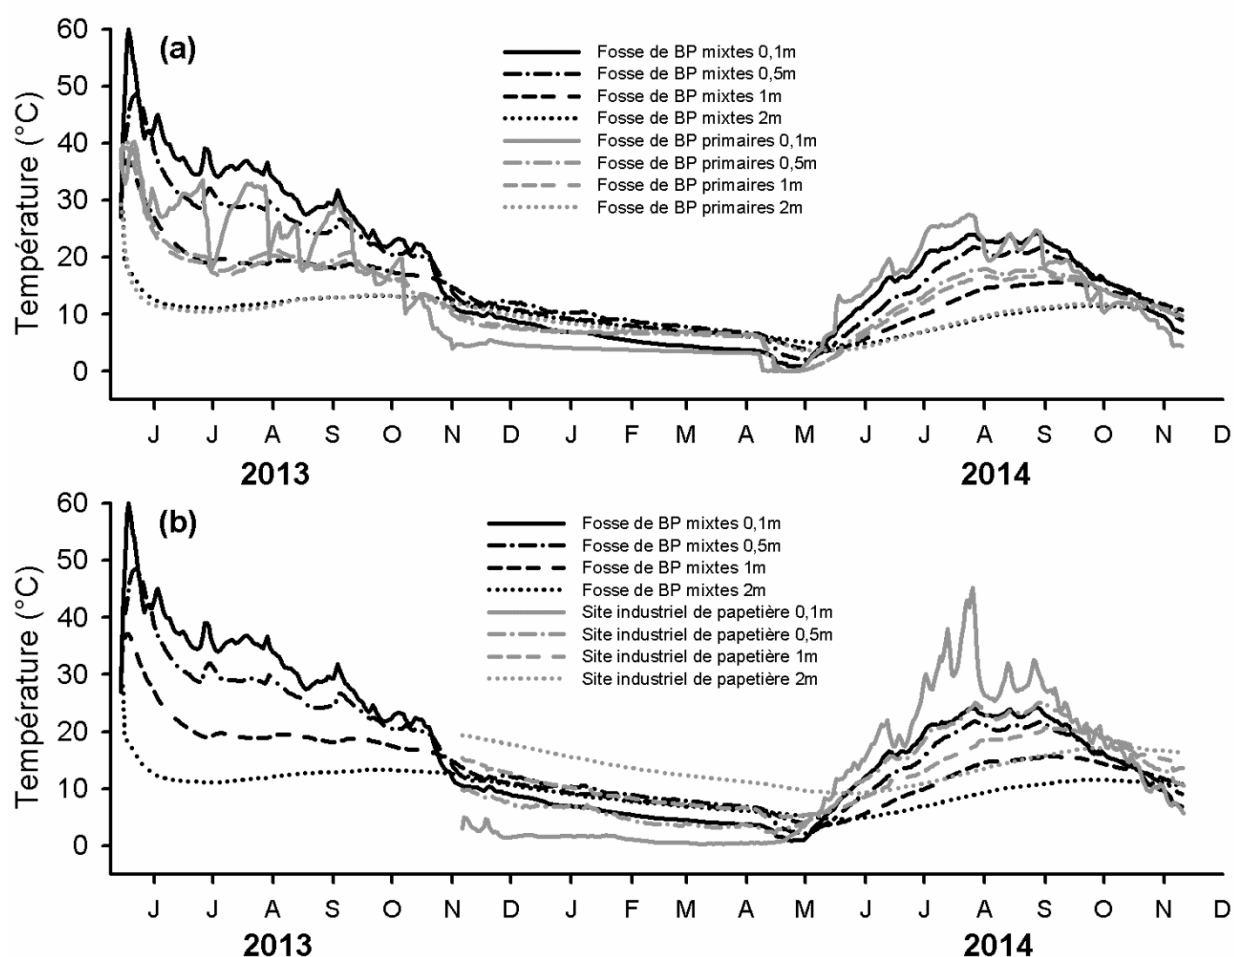 (a)
Température (°C)
60
50
40
30
20
10
0
Fosse de BP mixtes 0,1m
Fosse de BP mixtes 0,5m
Fosse de BP mixtes 1m
Fosse de BP mixtes 2m
Fosse de BP primaires 0,1m
Fosse de BP primaires 0,5m
Fosse de BP primaires 1m
Fosse de BP primaires 2m
J J A S O N D J F M A M J J A S O N D
2013 2014
(b)
Température (°C)
60
50
40
30
20
10
0
Fosse de BP mixtes 0,1m
Fosse de BP mixtes 0,5m
Fosse de BP mixtes 1m
Fosse de BP mixtes 2m
Site industriel de papetière 0,1m
Site industriel de papetière 0,5m
Site industriel de papetière 1m
Site industriel de papetière 2m
J J A S O N D J F M A M J J A S O N D
2013 2014